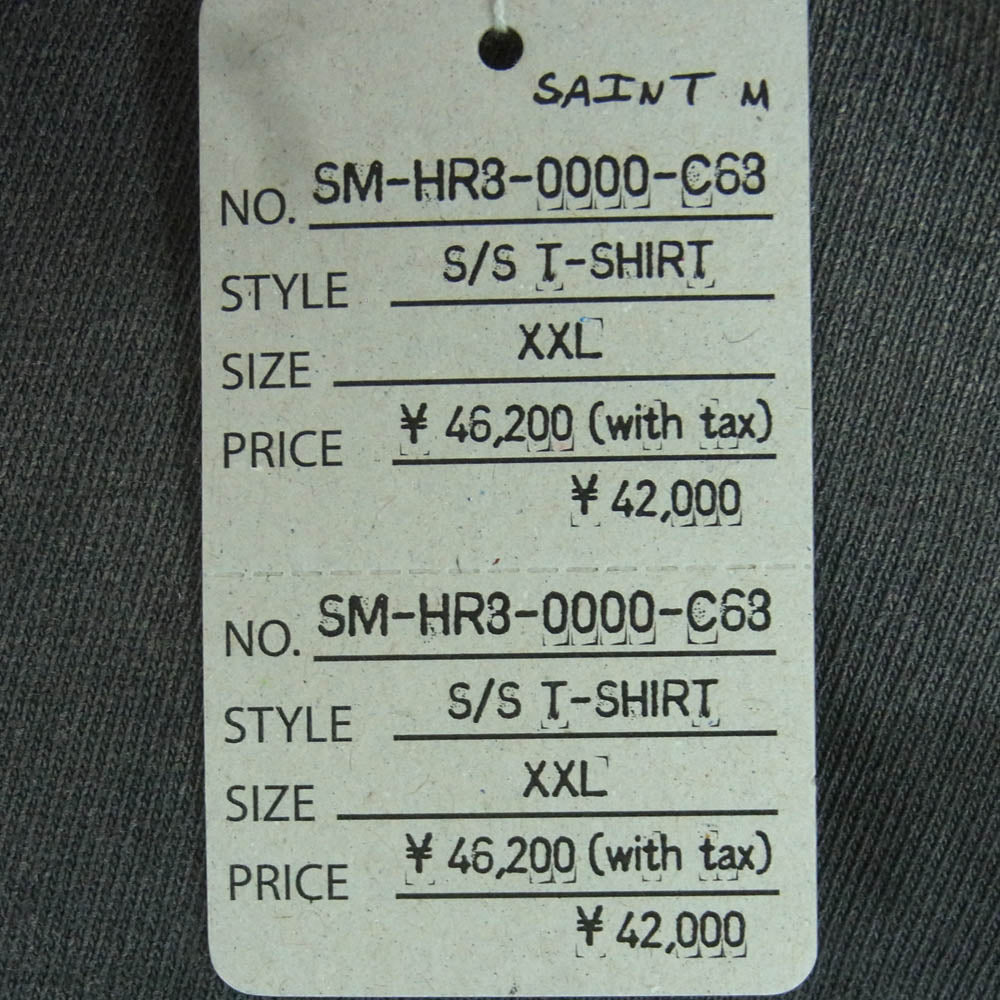 SAINT M
NO. SM-HR3-0000-C63
STYLE S/S T-SHIRT
SIZE XXL
PRICE ¥ 46,200 (with tax)
¥ 42,000
NO. SM-HR3-0000-C63
STYLE S/S T-SHIRT
SIZE XXL
PRICE ¥ 46,200 (with tax)
¥ 42,000